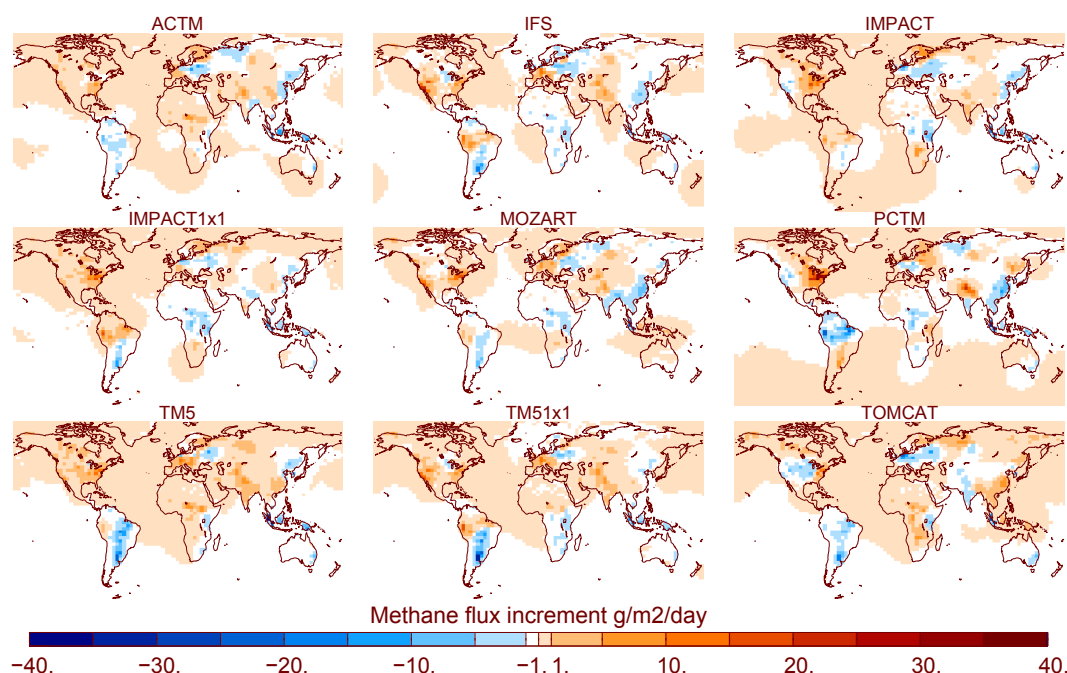 ACTM IFS IMPACT
IMPACT1x1 MOZART PCTM
TM5 TM51x1 TOMCAT
Methane flux increment g/m2/day
−40. −20. −10. −1. 1. 10. 20. 30. 40.